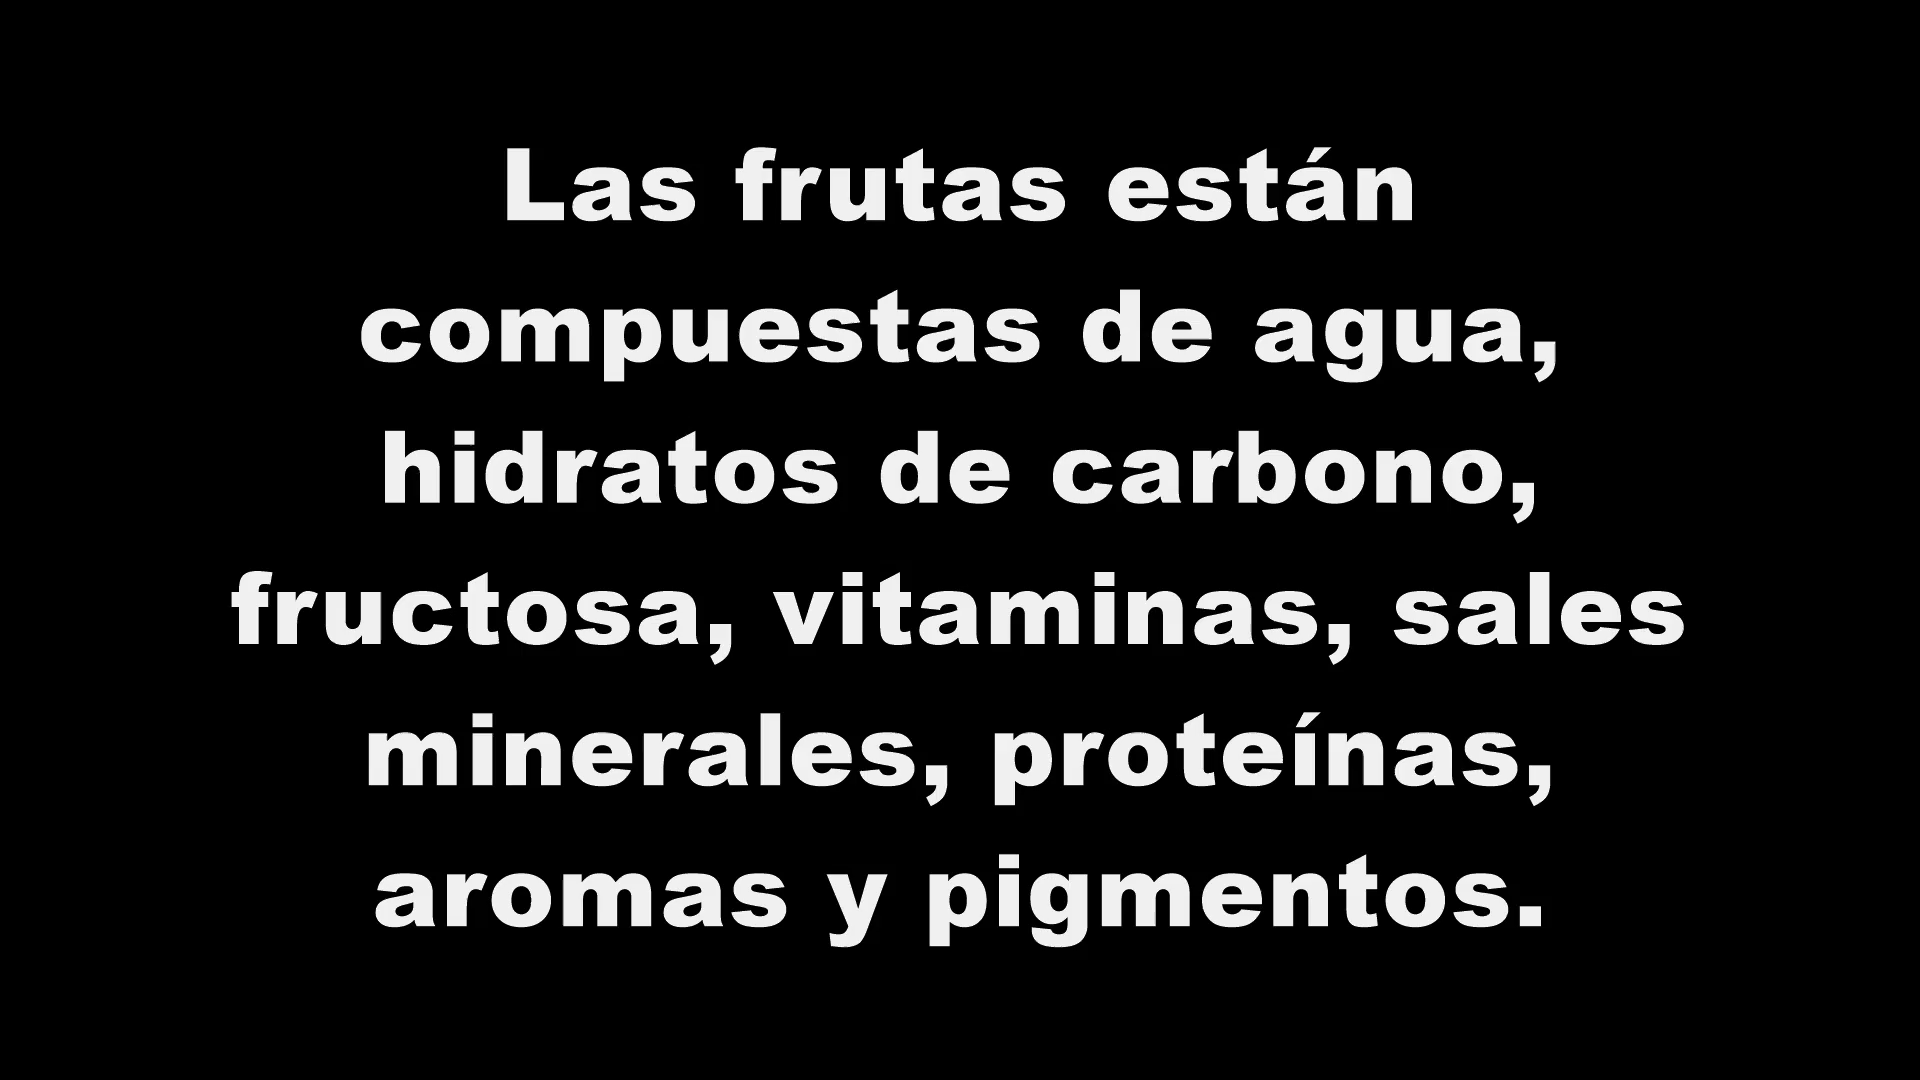 Las frutas están
compuestas de agua,
hidratos de carbono,
fructosa, vitaminas, sales
minerales, proteínas,
aromas y pigmentos.